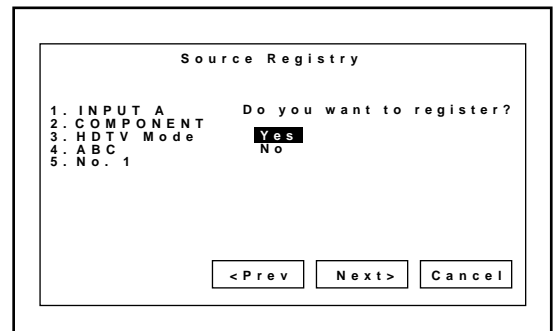 Source Registry
1. INPUT A
2. COMPONENT
3. HDTV Mode
4. ABC
5. No. 1
Do you want to register?
Yes
No
<Prev Next> Cancel